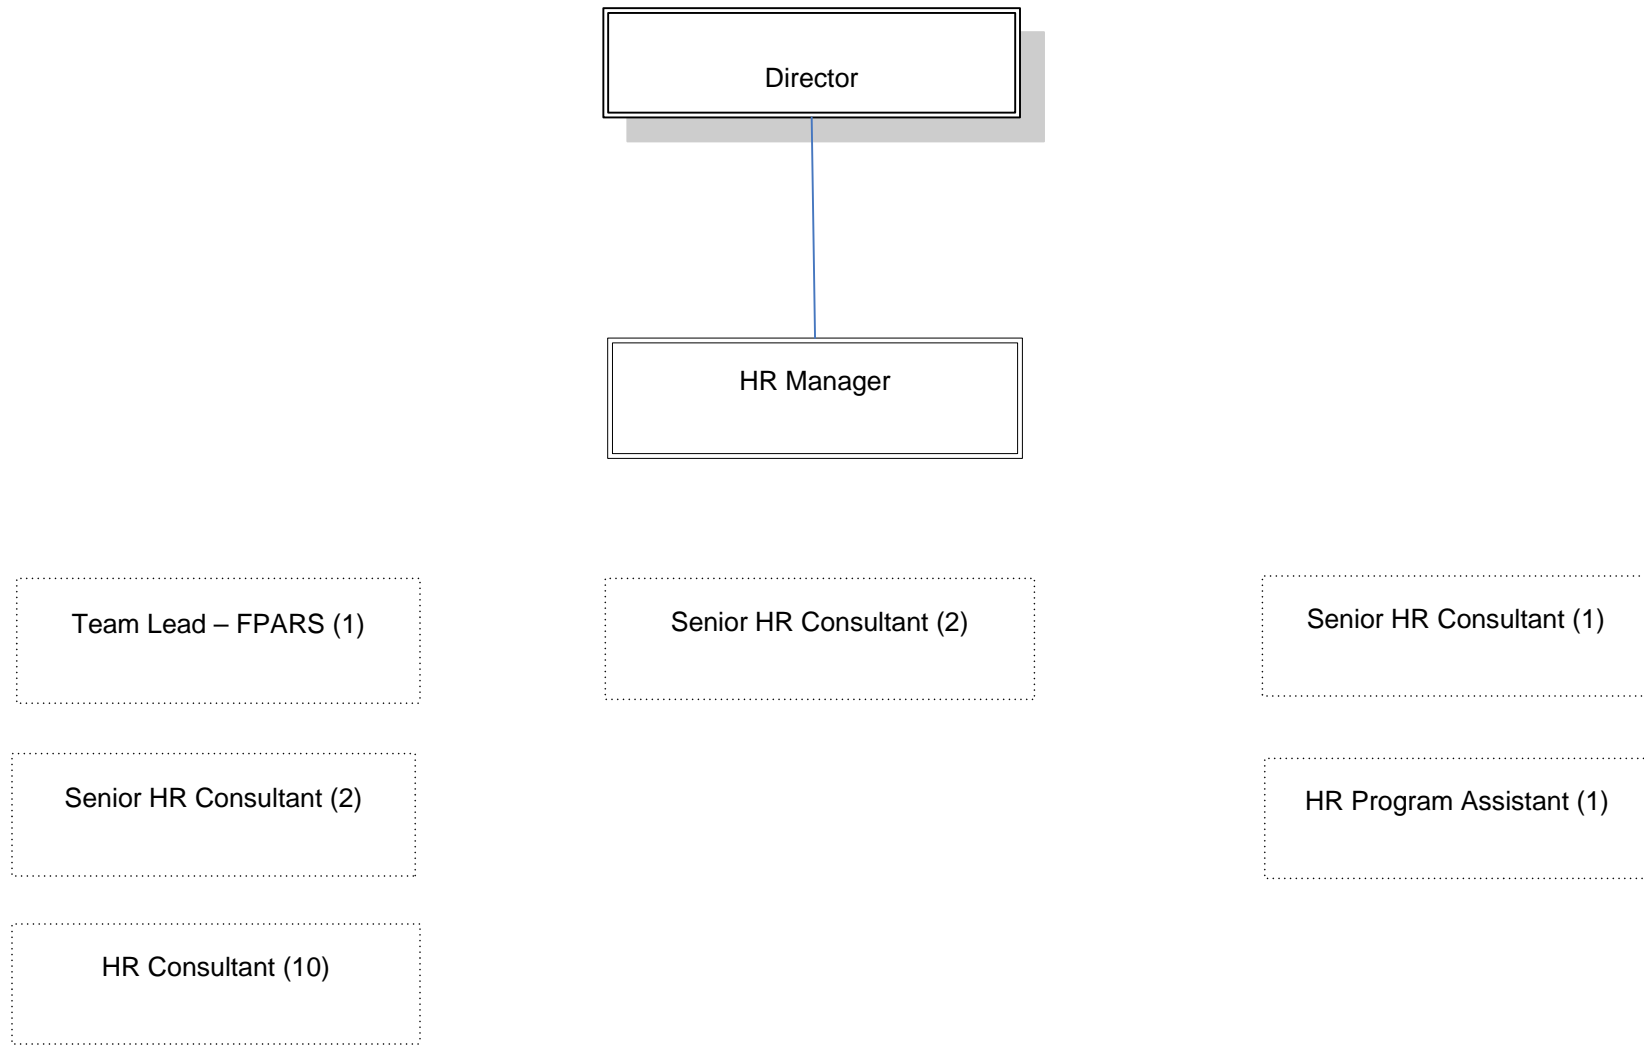 Director
HR Manager
Team Lead – FPARS (1)
Senior HR Consultant (2)
Senior HR Consultant (1)
Senior HR Consultant (2)
HR Program Assistant (1)
HR Consultant (10)